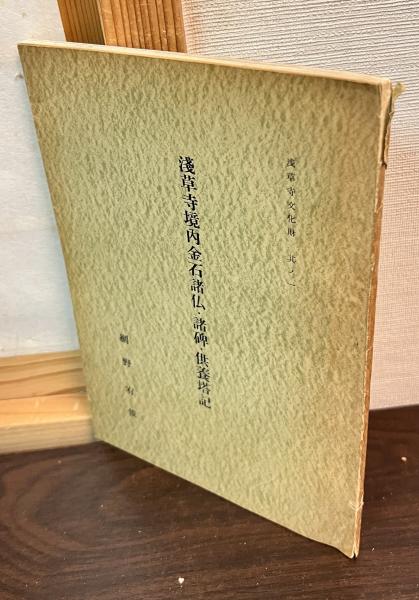 淺草寺文化財 其ノ一
淺草寺境内金石諸仏・諸碑・供養塔記
網野宥俊